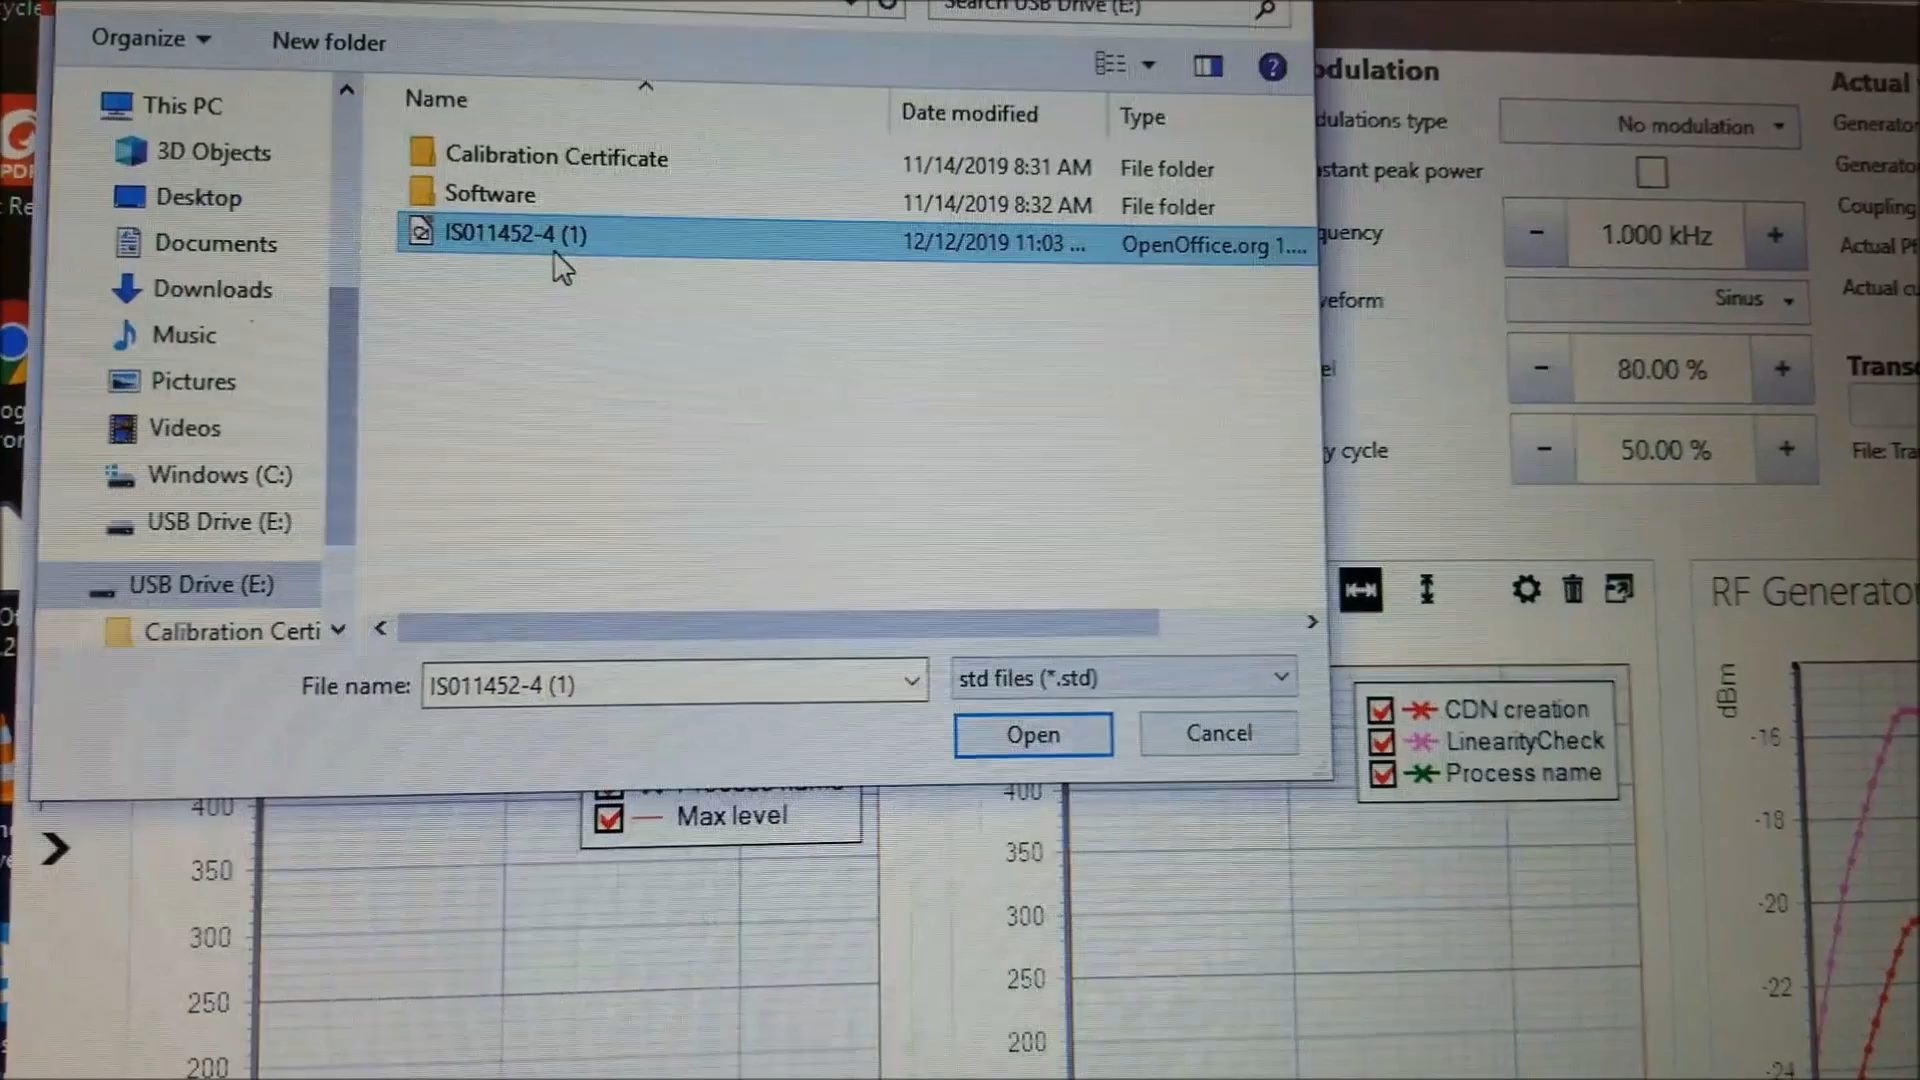 Search USB Drive (E:)
Organize
New folder
This PC
3D Objects
Desktop
Documents
Downloads
Music
Pictures
Videos
Windows (C:)
USB Drive (E:)
USB Drive (E:)
Calibration Certi
Name
Date modified
Type
Calibration Certificate
11/14/2019 8:31 AM
File folder
Software
11/14/2019 8:32 AM
File folder
IS011452-4 (1)
12/12/2019 11:03 ...
OpenOffice.org 1....
File name:
IS011452-4 (1)
std files (*.std)
Open
Cancel
odulation
dulations type
No modulation
stant peak power
quency
- 1.000 kHz +
veform
Sinus
el
- 80.00 % +
y cycle
- 50.00 % +
Actual
Generator
Generato
Coupling
Actual Pf
Actual cu
Trans
File: Tra
CDN creation
LinearityCheck
Process name
Max level
400
350
300
250
200
400
350
300
250
200
RF Generato
dBm
-16
-18
-20
-22
-24
PDF
Re